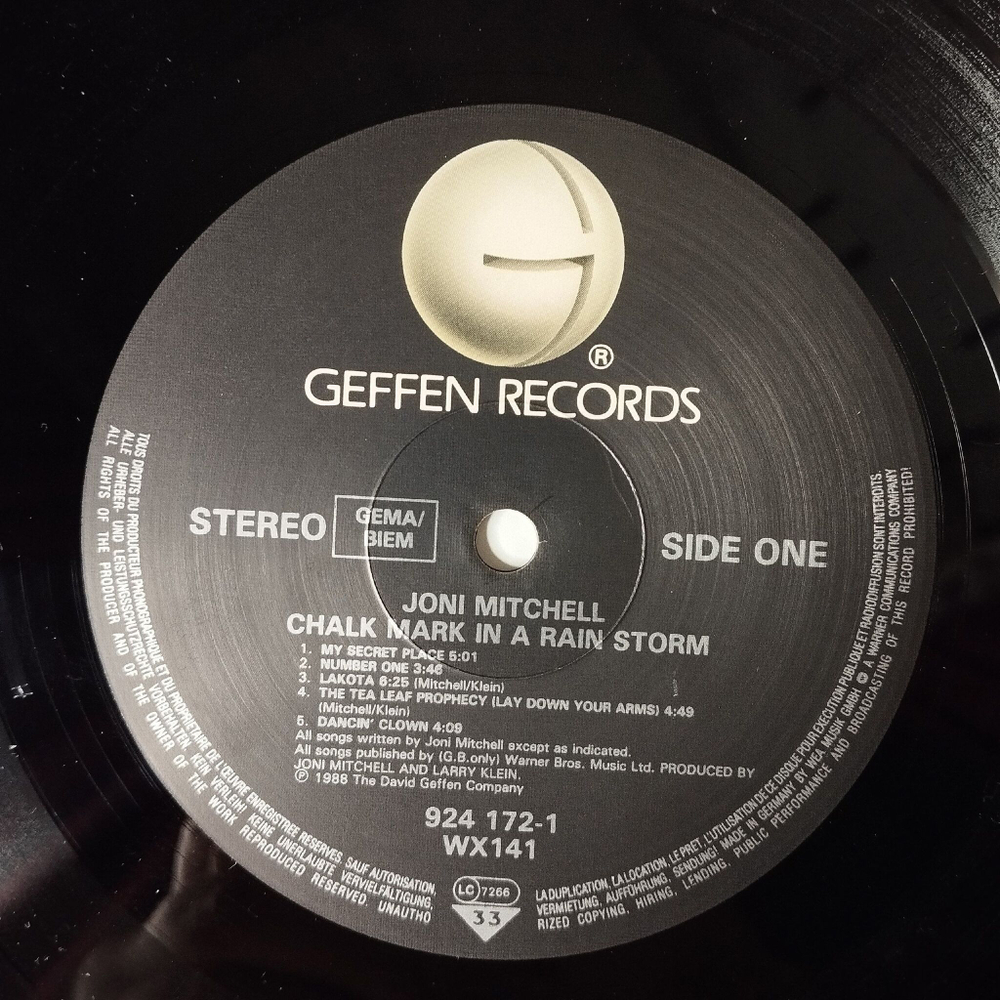 ®
GEFFEN RECORDS
STEREO
GEMA/
BIEM
SIDE ONE
JONI MITCHELL
CHALK MARK IN A RAIN STORM
1. MY SECRET PLACE 5:01
2. NUMBER ONE 3:46
3. LAKOTA 6:25 (Mitchell/Klein)
4. THE TEA LEAF PROPHECY (LAY DOWN YOUR ARMS) 4:49
(Mitchell/Klein)
5. DANCIN' CLOWN 4:09
All songs written by Joni Mitchell except as indicated.
All songs published by (G.B.only) Warner Bros. Music Ltd. PRODUCED BY
JONI MITCHELL AND LARRY KLEIN.
℗ 1988 The David Geffen Company
924 172-1
WX141
LC 7266
33
TOUS DROITS DU PRODUCTEUR PHONOGRAPHIQUE ET DU PROPRIETAIRE DE L'ŒUVRE ENREGISTREE RESERVES. SAUF AUTORISATION,
LA DUPLICATION, LA LOCATION, LE PRET, L'UTILISATION DE CE DISQUE POUR EXECUTION PUBLIQUE ET RADIODIFFUSION SONT INTERDITS.
ALLE URHEBER- UND LEISTUNGSSCHUTZRECHTE VORBEHALTEN KEIN VERLEIH! KEINE UNERLAUBTE VERVIELFÄLTIGUNG,
VERMIETUNG, AUFFÜHRUNG, SENDUNG. MADE IN GERMANY BY WEA MUSIK GMBH A WARNER COMMUNICATIONS COMPANY
ALL RIGHTS OF THE PRODUCER AND OF THE OWNER OF THE WORK REPRODUCED RESERVED, UNAUTHO
RIZED COPYING, HIRING, LENDING, PUBLIC PERFORMANCE AND BROADCASTING OF THIS RECORD PROHIBITED!